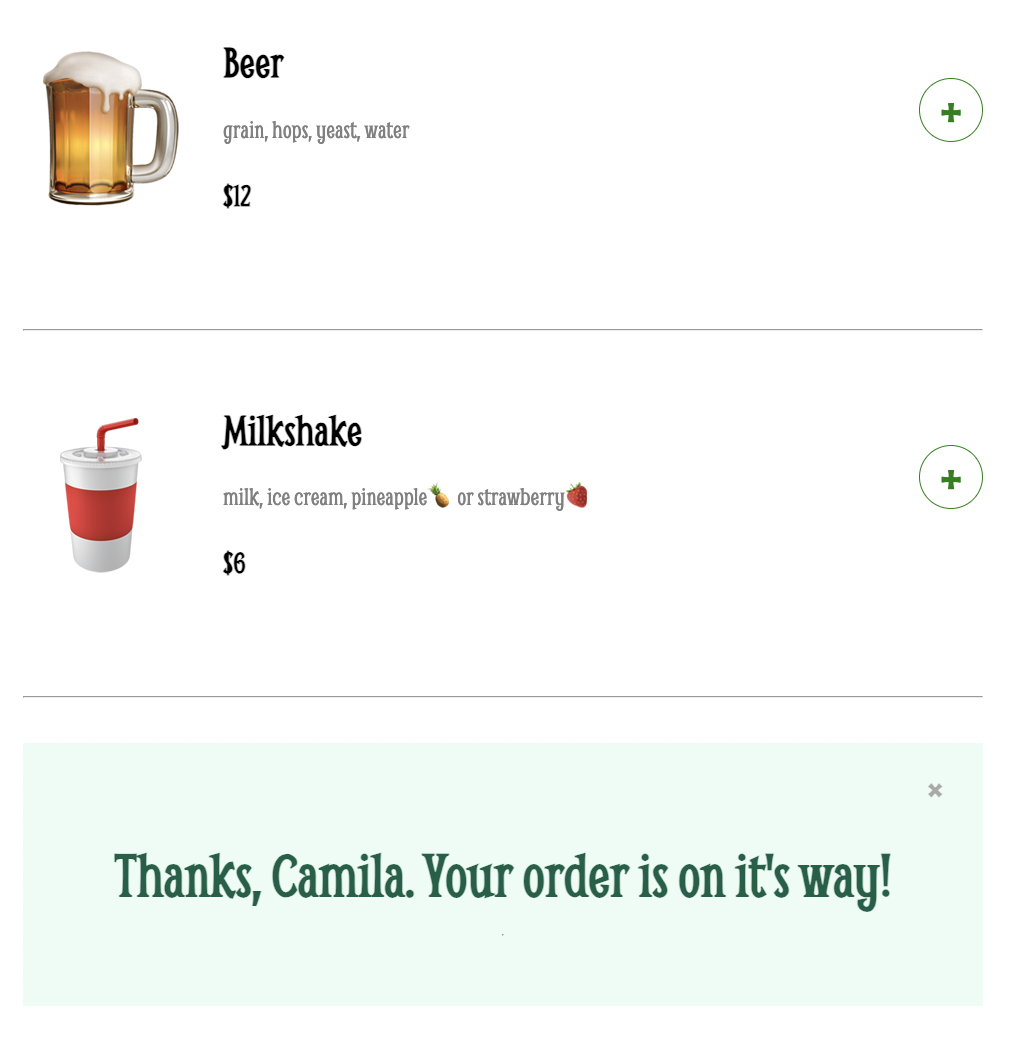 Beer
grain, hops, yeast, water
$12
Milkshake
milk, ice cream, pineapple🍍 or strawberry🍓
$6
Thanks, Camila. Your order is on it's way!
.